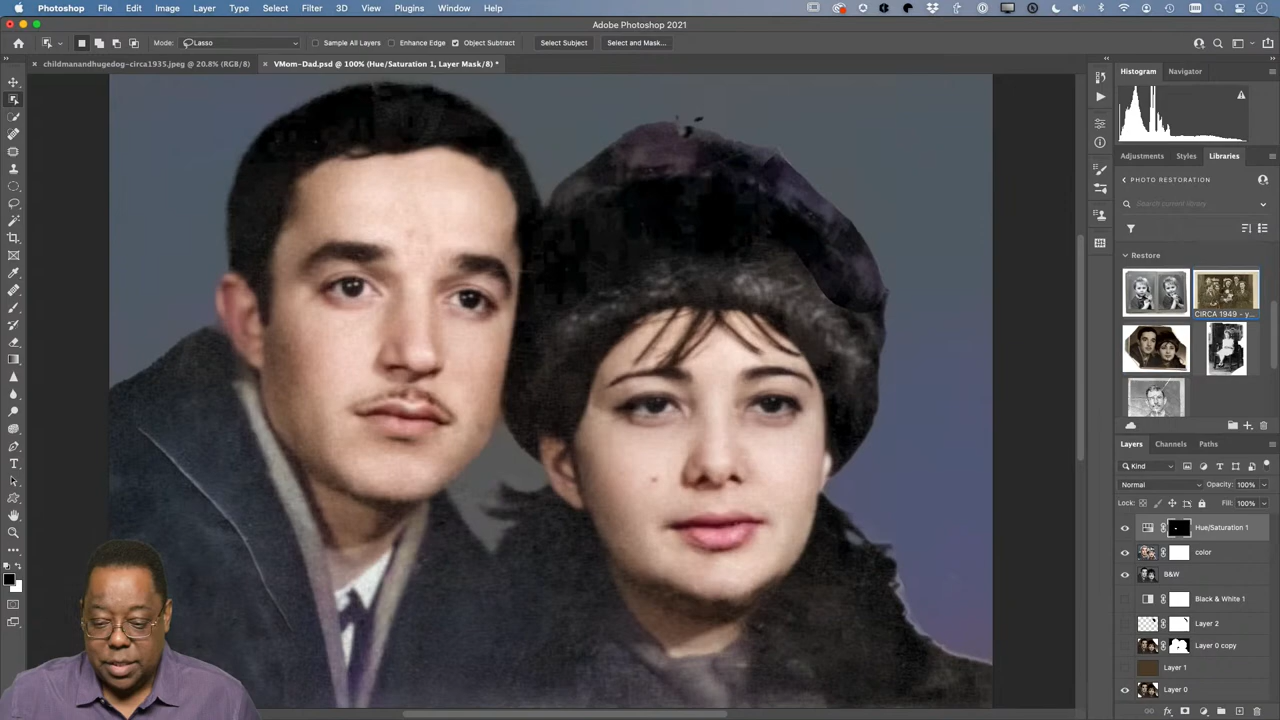 Photoshop File Edit Image Layer Type Select Filter 3D View Plugins Window Help
Adobe Photoshop 2021
Mode: Lasso Sample All Layers Enhance Edge Object Subtract Select Subject Select and Mask...
childmanandhugedog-circa1935.jpeg @ 20.8% (RGB/8)
VMom-Dad.psd @ 100% (Hue/Saturation 1, Layer Mask/8) *
Histogram Navigator
Adjustments Styles Libraries
PHOTO RESTORATION
Search current library
Restore
CIRCA 1949 - y...
Layers Channels Paths
Kind
Normal Opacity: 100%
Lock: Fill: 100%
Hue/Saturation 1
color
B&W
Black & White 1
Layer 2
Layer 0 copy
Layer 1
Layer 0